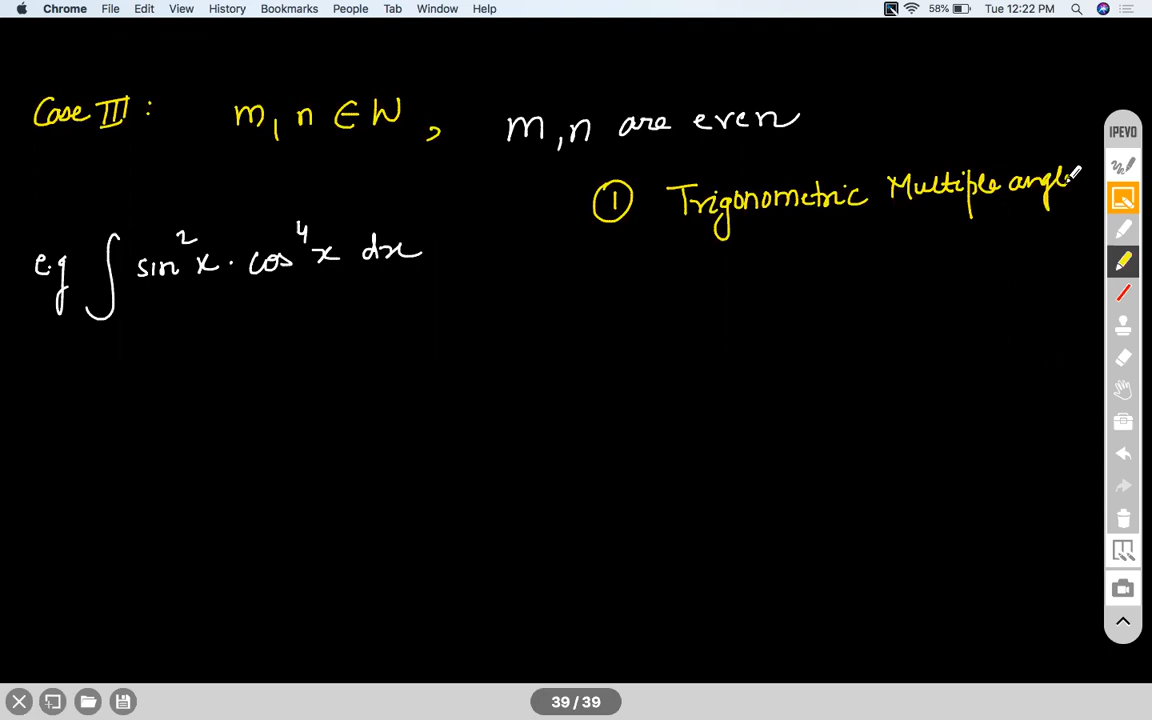 Chrome File Edit View History Bookmarks People Tab Window Help 58% Tue 12:22 PM
Case III : m, n ∈ W , m, n are even
IPEVO
① Trigonometric Multiple angle
e.g ∫ sin²x · cos⁴x dx
39 / 39